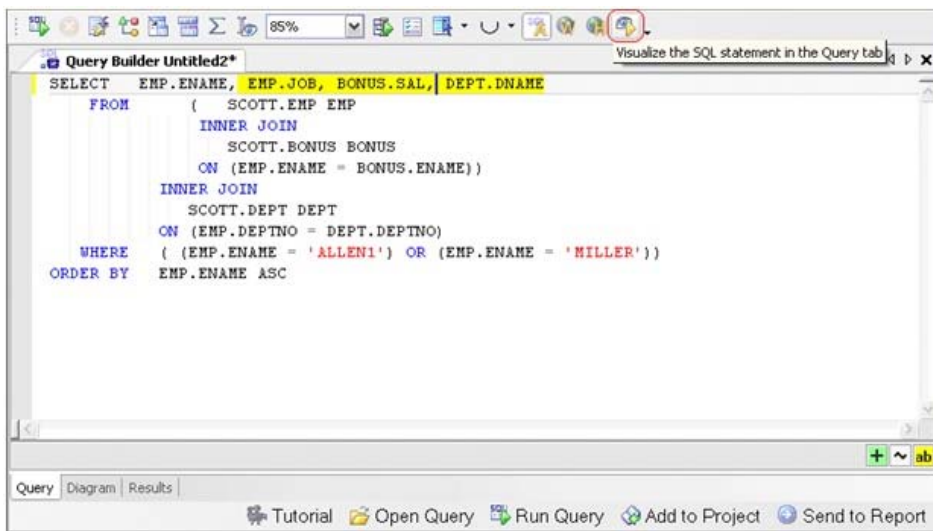 85%
Visualize the SQL statement in the Query tab
Query Builder Untitled2*
SELECT EMP.ENAME, EMP.JOB, BONUS.SAL, DEPT.DNAME
FROM ( SCOTT.EMP EMP
INNER JOIN
SCOTT.BONUS BONUS
ON (EMP.ENAME = BONUS.ENAME))
INNER JOIN
SCOTT.DEPT DEPT
ON (EMP.DEPTNO = DEPT.DEPTNO)
WHERE ( (EMP.ENAME = 'ALLEN1') OR (EMP.ENAME = 'MILLER'))
ORDER BY EMP.ENAME ASC
+ ~ ab
Query Diagram Results
Tutorial Open Query Run Query Add to Project Send to Report